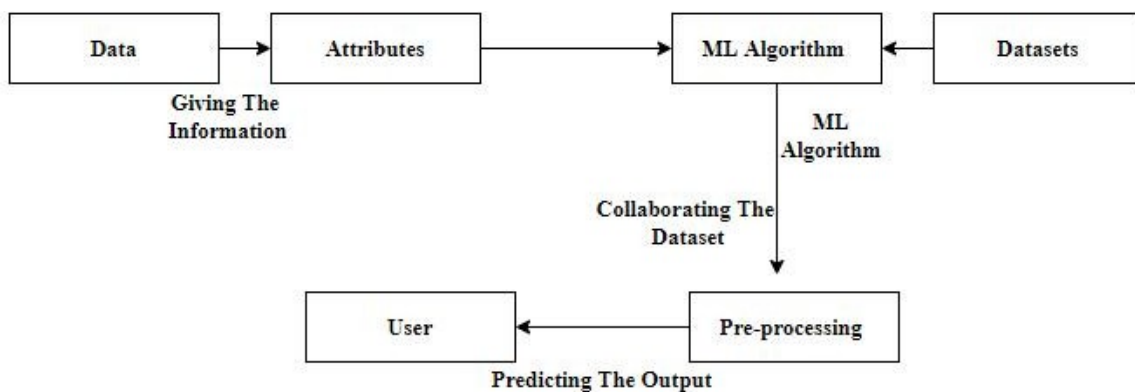 Data
Attributes
ML Algorithm
Datasets
Giving The
Information
ML
Algorithm
Collaborating The
Dataset
User
Pre-processing
Predicting The Output